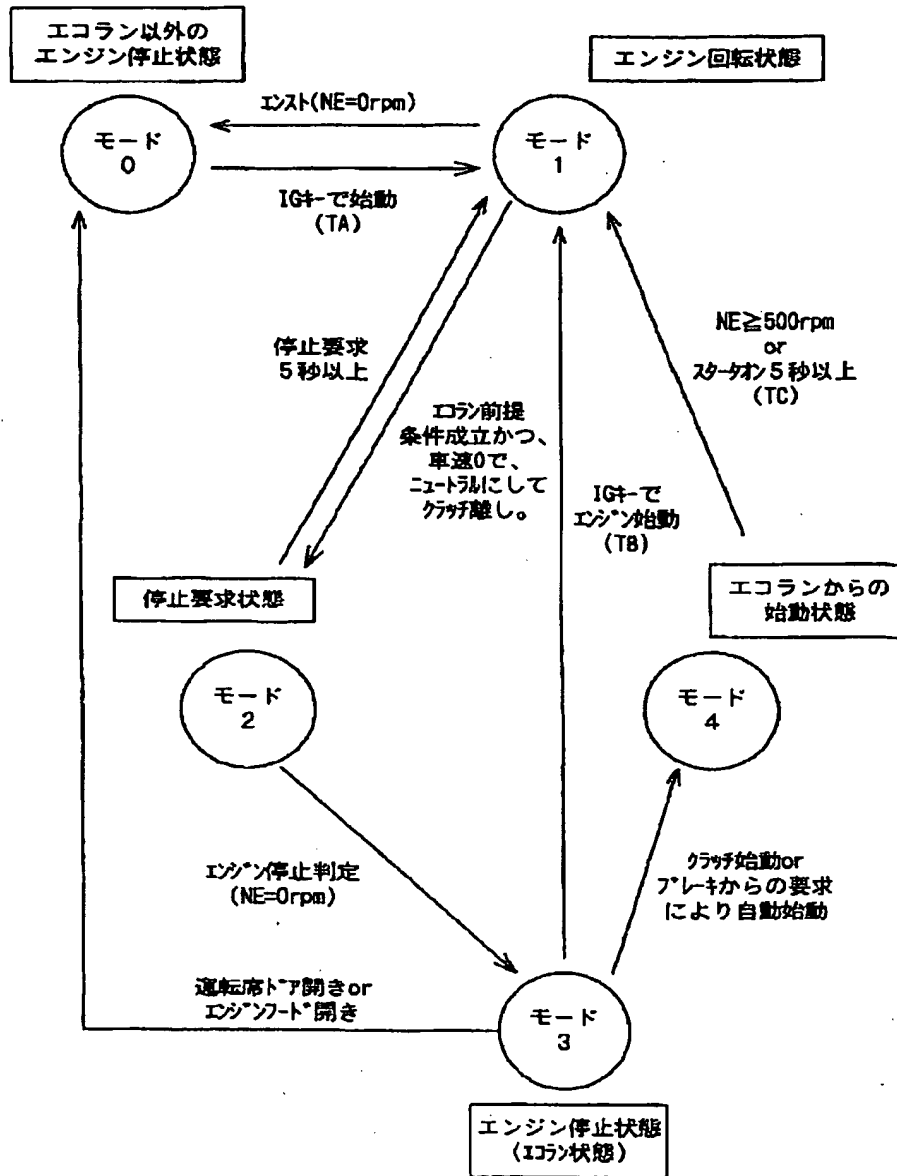 エコラン以外の
エンジン停止状態
エンジン回転状態
エンスト(NE=0rpm)
モード
0
モード
1
IGキーで始動
(TA)
停止要求
5秒以上
NE≧500rpm
or
スタータオン5秒以上
(TC)
エコラン前提
条件成立かつ、
車速0で、
ニュートラルにして
クラッチ離し。
IGキーで
エンジン始動
(TB)
停止要求状態
エコランからの
始動状態
モード
2
モード
4
エンジン停止判定
(NE=0rpm)
クラッチ始動or
ブレーキからの要求
により自動始動
運転席ドア開きor
エンジンフード開き
モード
3
エンジン停止状態
(エコラン状態)